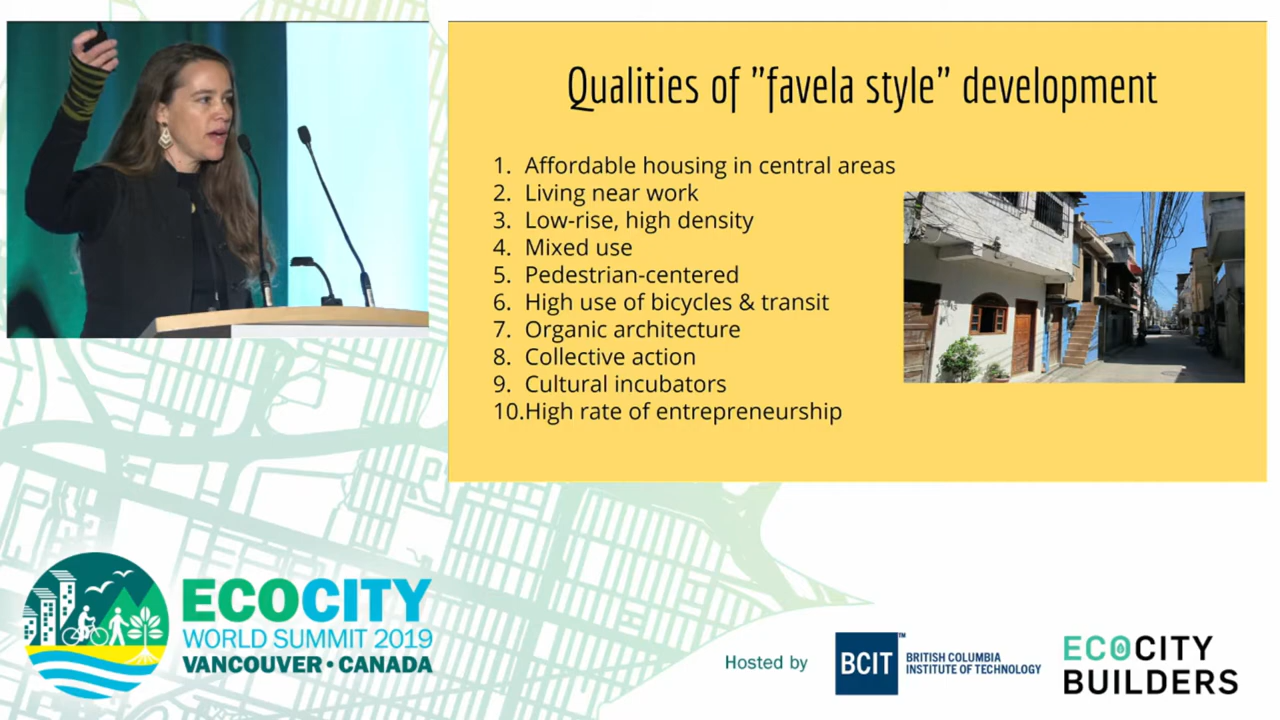 Qualities of "favela style" development
1. Affordable housing in central areas
2. Living near work
3. Low-rise, high density
4. Mixed use
5. Pedestrian-centered
6. High use of bicycles & transit
7. Organic architecture
8. Collective action
9. Cultural incubators
10.High rate of entrepreneurship
ECOCITY
WORLD SUMMIT 2019
VANCOUVER • CANADA
Hosted by
BCIT™
BRITISH COLUMBIA
INSTITUTE OF TECHNOLOGY
ECOCITY
BUILDERS